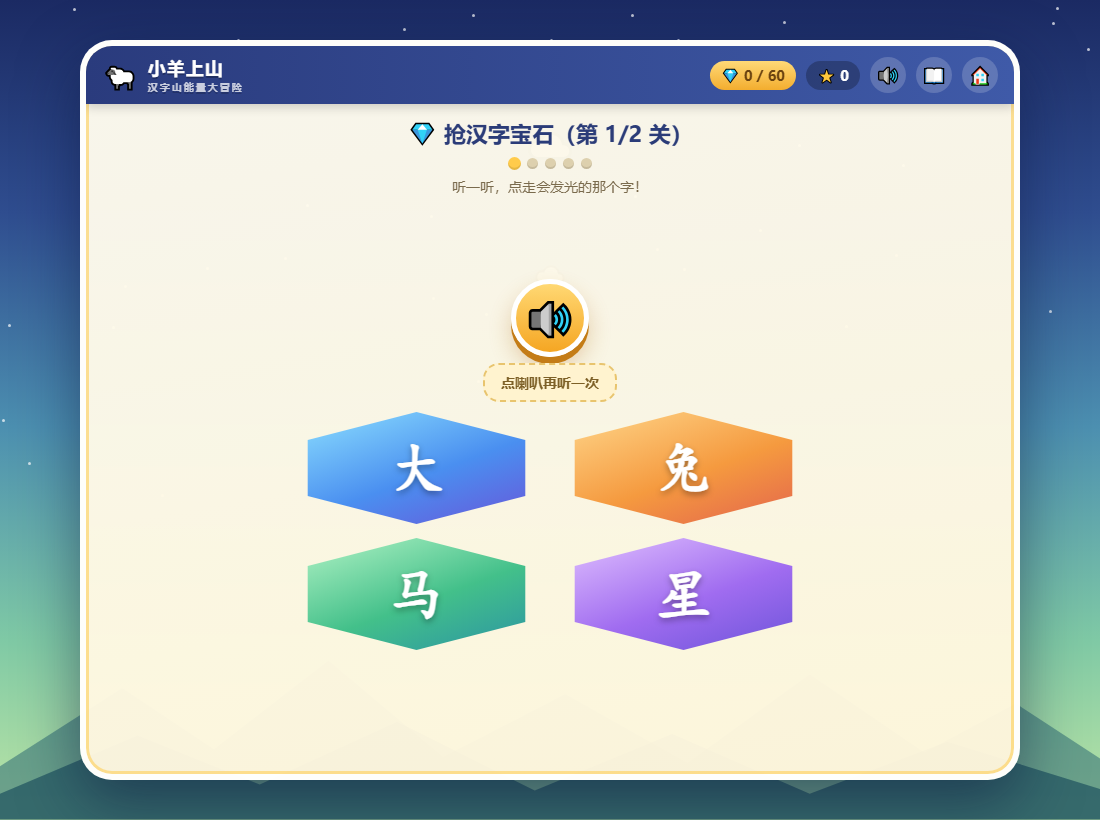 小羊上山
汉字山能量大冒险
0 / 60
0
抢汉字宝石（第 1/2 关）
听一听，点走会发光的那个字！
点喇叭再听一次
大
兔
马
星